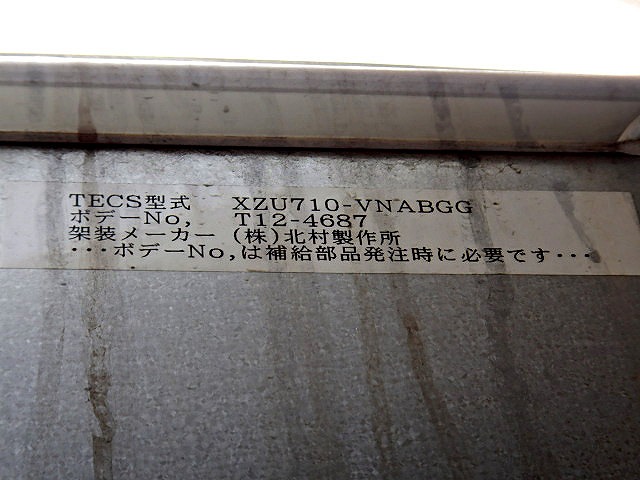 TECS型式 XZU710-VNABGG
ボデーNo, T12-4687
架装メーカー (株)北村製作所
・・・ボデーNo,は補給部品発注時に必要です・・・